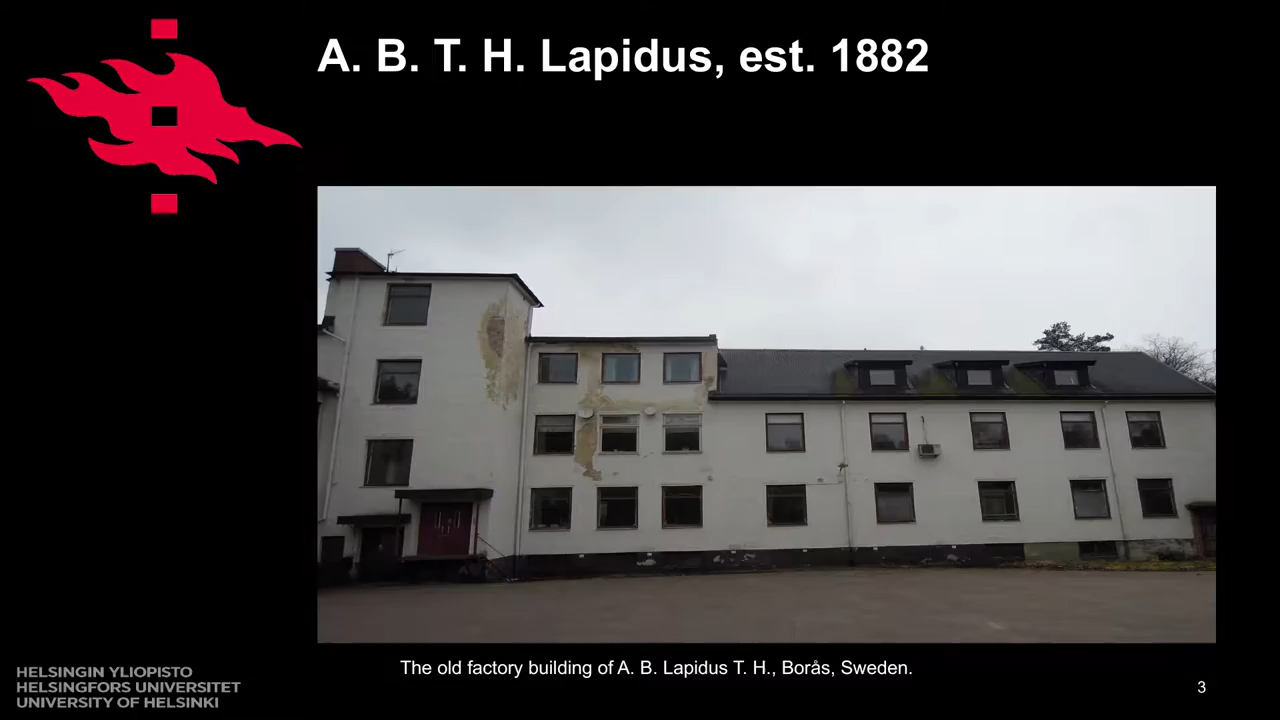 A. B. T. H. Lapidus, est. 1882
The old factory building of A. B. Lapidus T. H., Borås, Sweden.
HELSINGIN YLIOPISTO
HELSINGFORS UNIVERSITET
UNIVERSITY OF HELSINKI
3